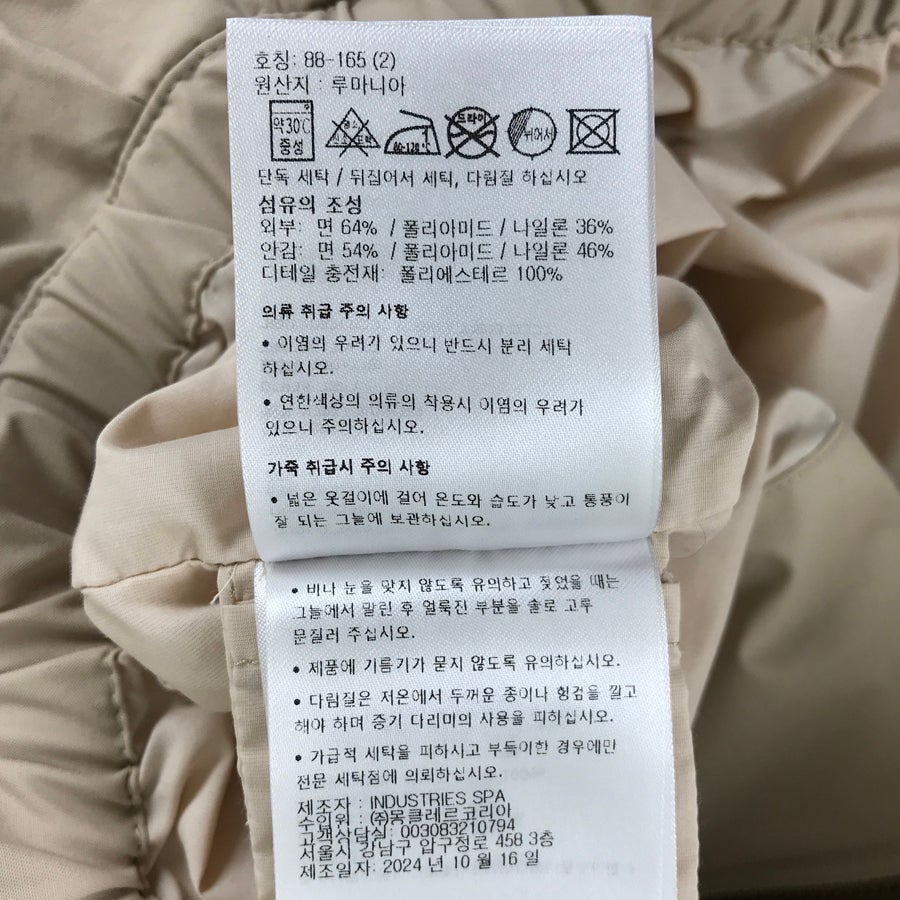 호칭: 88-165 (2)
원산지 : 루마니아
약30℃ 중성 80-120℃ 드라이 뉘어서
단독 세탁 / 뒤집어서 세탁, 다림질 하십시오
섬유의 조성
외부: 면 64% / 폴리아미드 / 나일론 36%
안감: 면 54% / 폴리아미드 / 나일론 46%
디테일 충전재: 폴리에스테르 100%
의류 취급 주의 사항
• 이염의 우려가 있으니 반드시 분리 세탁
하십시오.
• 연한색상의 의류의 착용시 이염의 우려가
있으니 주의하십시오.
가죽 취급시 주의 사항
• 넓은 옷걸이에 걸어 온도와 습도가 낮고 통풍이
잘 되는 그늘에 보관하십시오.
• 비나 눈을 맞지 않도록 유의하고 젖었을 때는
그늘에서 말린 후 얼룩진 부분을 솔로 고루
문질러 주십시오.
• 제품에 기름기가 묻지 않도록 유의하십시오.
• 다림질은 저온에서 두꺼운 종이나 헝겊을 깔고
해야 하며 증기 다리미의 사용을 피하십시오.
• 가급적 세탁을 피하시고 부득이한 경우에만
전문 세탁점에 의뢰하십시오.
제조자 : INDUSTRIES SPA
수입원 : ㈜몽클레르코리아
고객상담실: 003083210794
서울시 강남구 압구정로 458 3층
제조일자: 2024 년 10 월 16 일